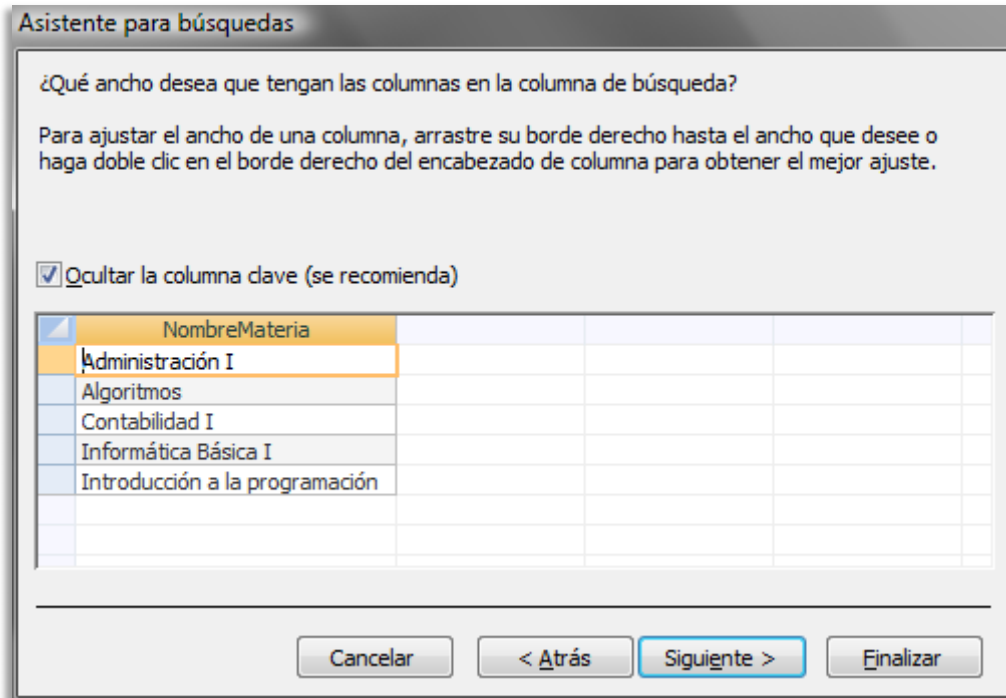 Asistente para búsquedas
¿Qué ancho desea que tengan las columnas en la columna de búsqueda?
Para ajustar el ancho de una columna, arrastre su borde derecho hasta el ancho que desee o
haga doble clic en el borde derecho del encabezado de columna para obtener el mejor ajuste.
Ocultar la columna clave (se recomienda)
NombreMateria
Administración I
Algoritmos
Contabilidad I
Informática Básica I
Introducción a la programación
Cancelar < Atrás Siguiente > Finalizar